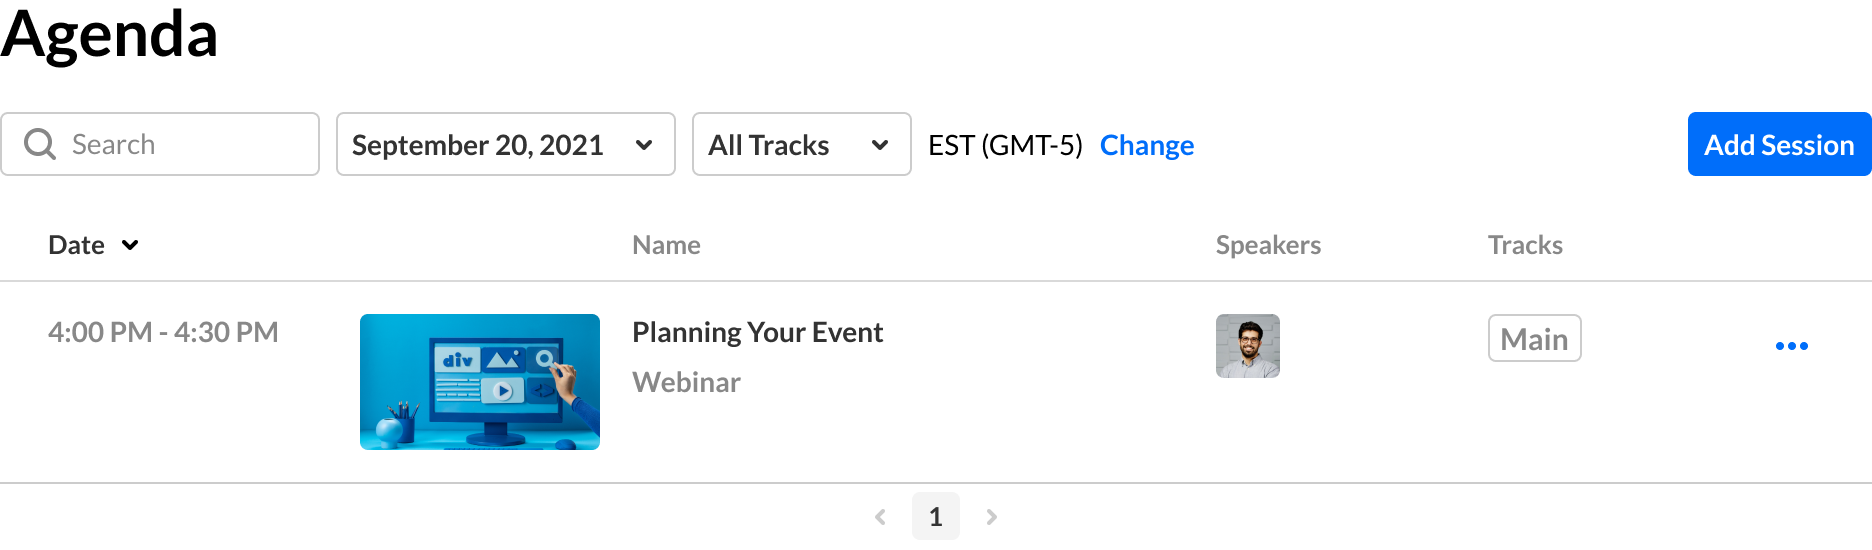 Agenda
Search
September 20, 2021
All Tracks
EST (GMT-5) Change
Add Session
Date
Name
Speakers
Tracks
4:00 PM - 4:30 PM
div
Planning Your Event
Webinar
Main
1